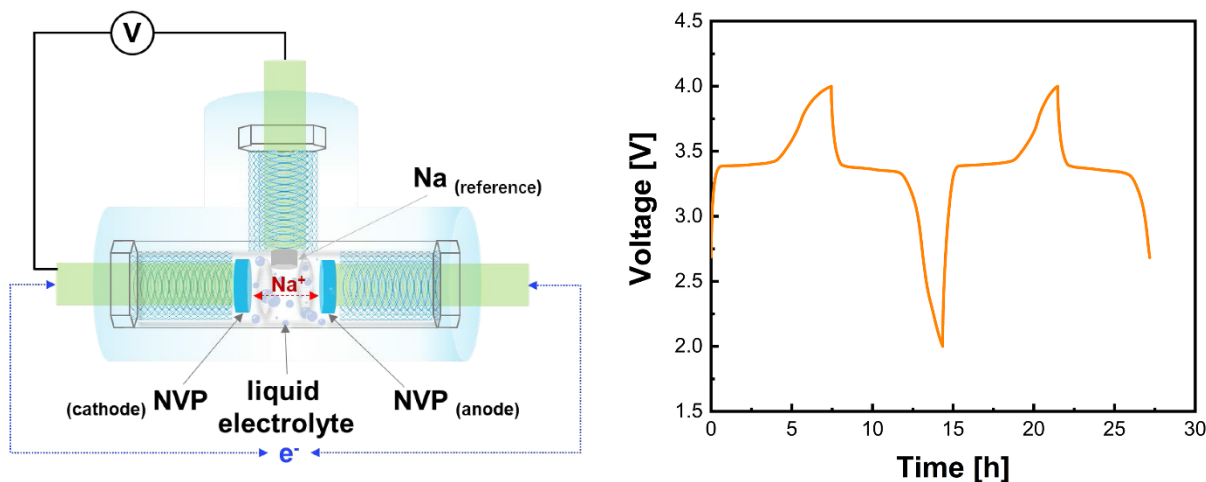 V
Na (reference)
Na⁺
(cathode) NVP
liquid
electrolyte
NVP (anode)
e⁻
Voltage [V]
4.5
4.0
3.5
3.0
2.5
2.0
1.5
0 5 10 15 20 25 30
Time [h]